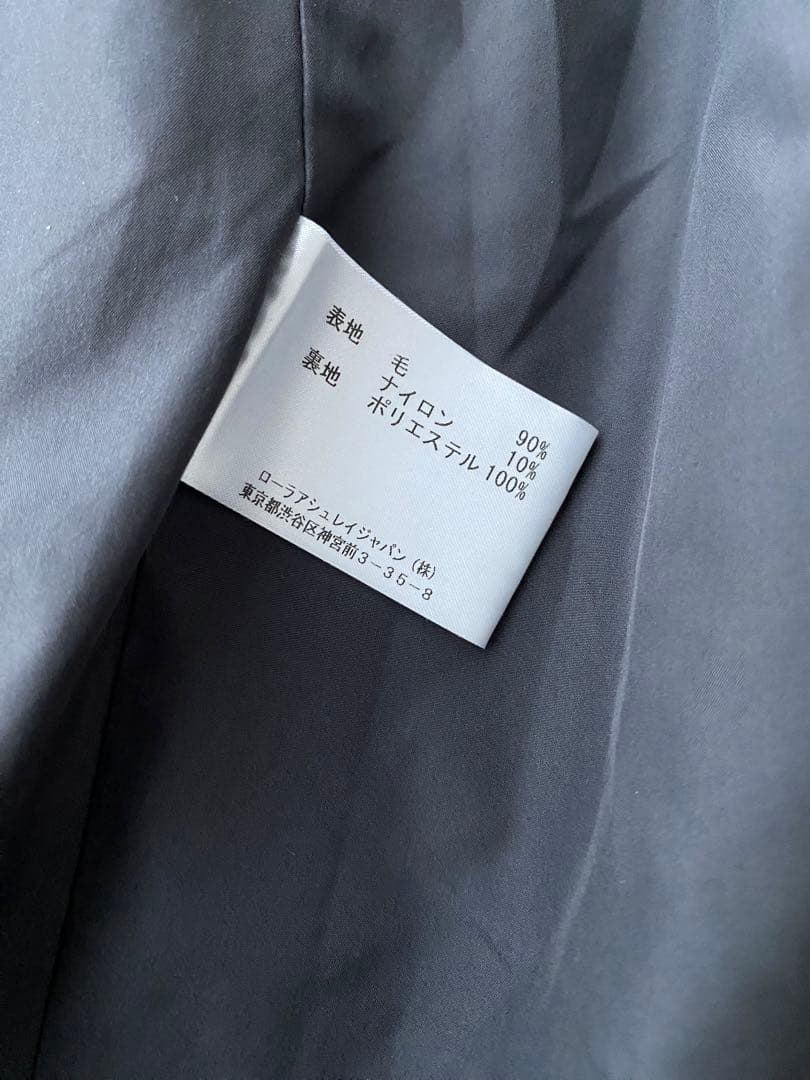 表地 毛 90%
ナイロン 10%
裏地 ポリエステル 100%
ローラアシュレイジャパン(株)
東京都渋谷区神宮前3-35-8